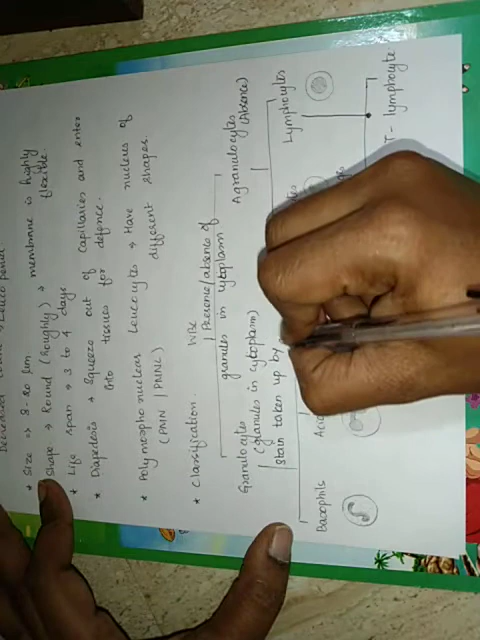 * Size ⇒ 8-20 µm
* Shape → Round (Roughly) → membrane is highly flexible.
* Life span → 3 to 4 days
* Diapedesis → Squeeze out of capillaries and enter
into tissues for defence.
* Polymorphonuclear Leucocytes → Have nucleus of
(PMN / PMNL) different shapes.
* Classification. WBC
Presense/absence of
granules in cytoplasm
Granulocytes Agranulocytes
(granules in cytoplasm) (Absence)
stain taken up by Lymphocytes
Basophils
T- lymphocyte